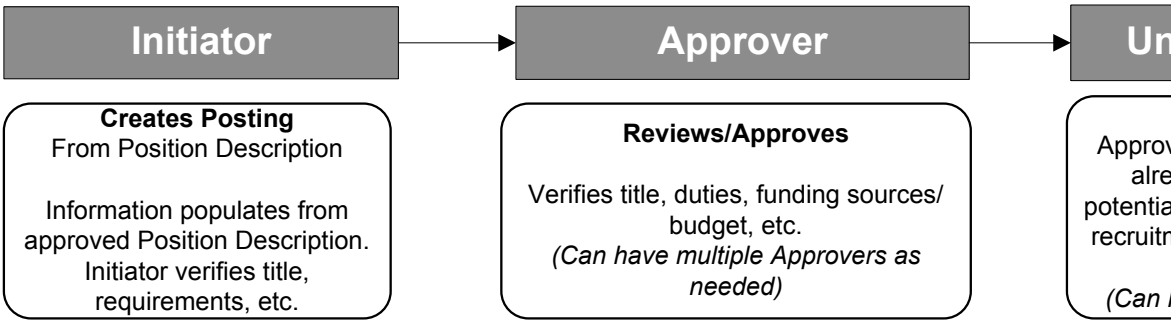 Initiator
Approver
Creates Posting
From Position Description
Information populates from
approved Position Description.
Initiator verifies title,
requirements, etc.
Reviews/Approves
Verifies title, duties, funding sources/
budget, etc.
(Can have multiple Approvers as
needed)
(Can